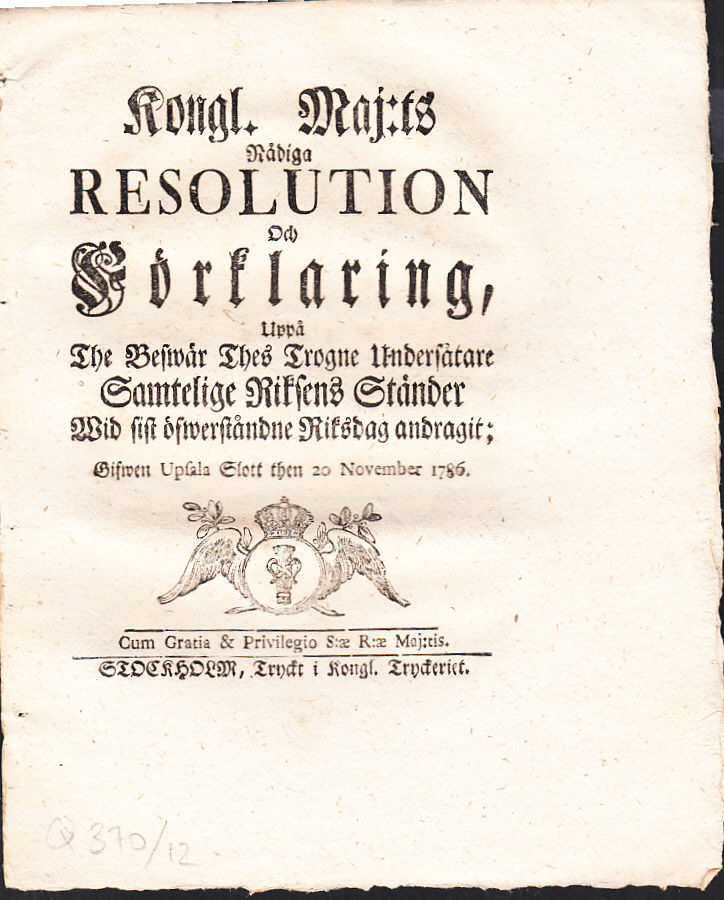 Kongl. Maj:ts
Nådiga
RESOLUTION
Och
Förklaring,
Uppå
The Beswär Thes Trogne Undersåtare
Samtelige Riksens Ständer
Wid sist öfwerståndne Riksdag andragit;
Gifwen Upsala Slott then 20 November 1786.
Cum Gratia & Privilegio S:æ R:æ Maj:tis.
STOCKHOLM, Tryckt i Kongl. Tryckeriet.
Q 370/12